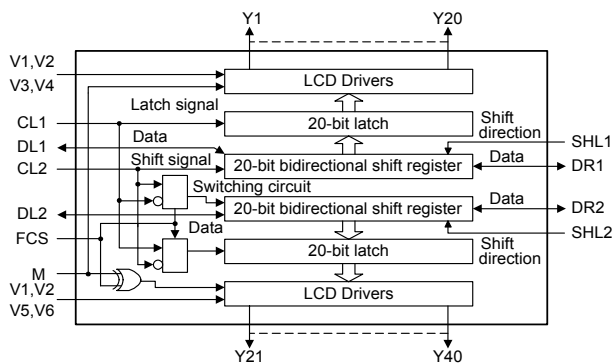 Y1 Y20
V1,V2
V3,V4
LCD Drivers
Latch signal
CL1
20-bit latch
Shift
direction
SHL1
DL1
Data
CL2
Shift signal
20-bit bidirectional shift register
Data
DR1
Switching circuit
DL2
20-bit bidirectional shift register
Data
DR2
FCS
Data
SHL2
20-bit latch
Shift
direction
M
V1,V2
V5,V6
LCD Drivers
Y21 Y40